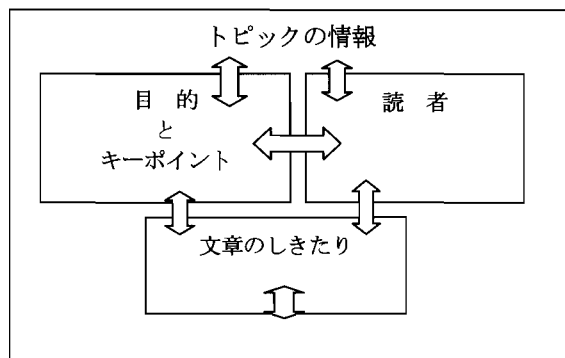 トピックの情報
目 的
と
キーポイント
読 者
文章のしきたり